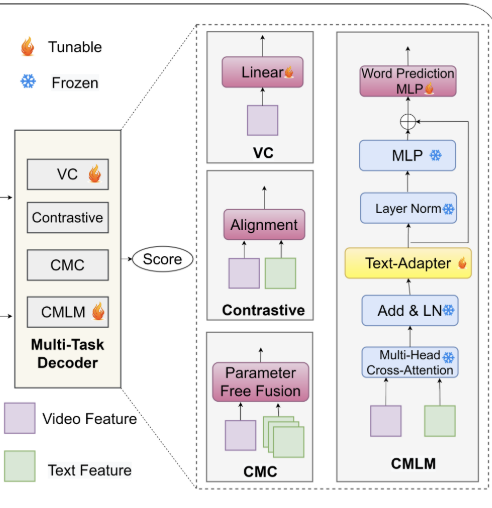 Tunable
Frozen
VC
Contrastive
CMC
CMLM
Multi-Task
Decoder
Score
Video Feature
Text Feature
Linear
VC
Alignment
Contrastive
Parameter
Free Fusion
CMC
Word Prediction
MLP
MLP
Layer Norm
Text-Adapter
Add & LN
Multi-Head
Cross-Attention
CMLM